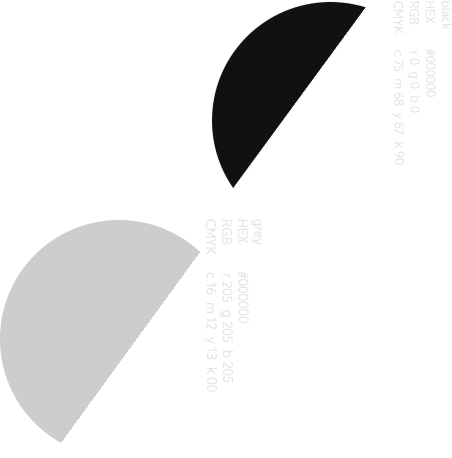 black
HEX #000000
RGB r 0 g 0 b 0
CMYK c 75 m 68 y 67 k 90
grey
HEX #000000
RGB r 205 g 205 b 205
CMYK c 16 m 12 y 13 k 00